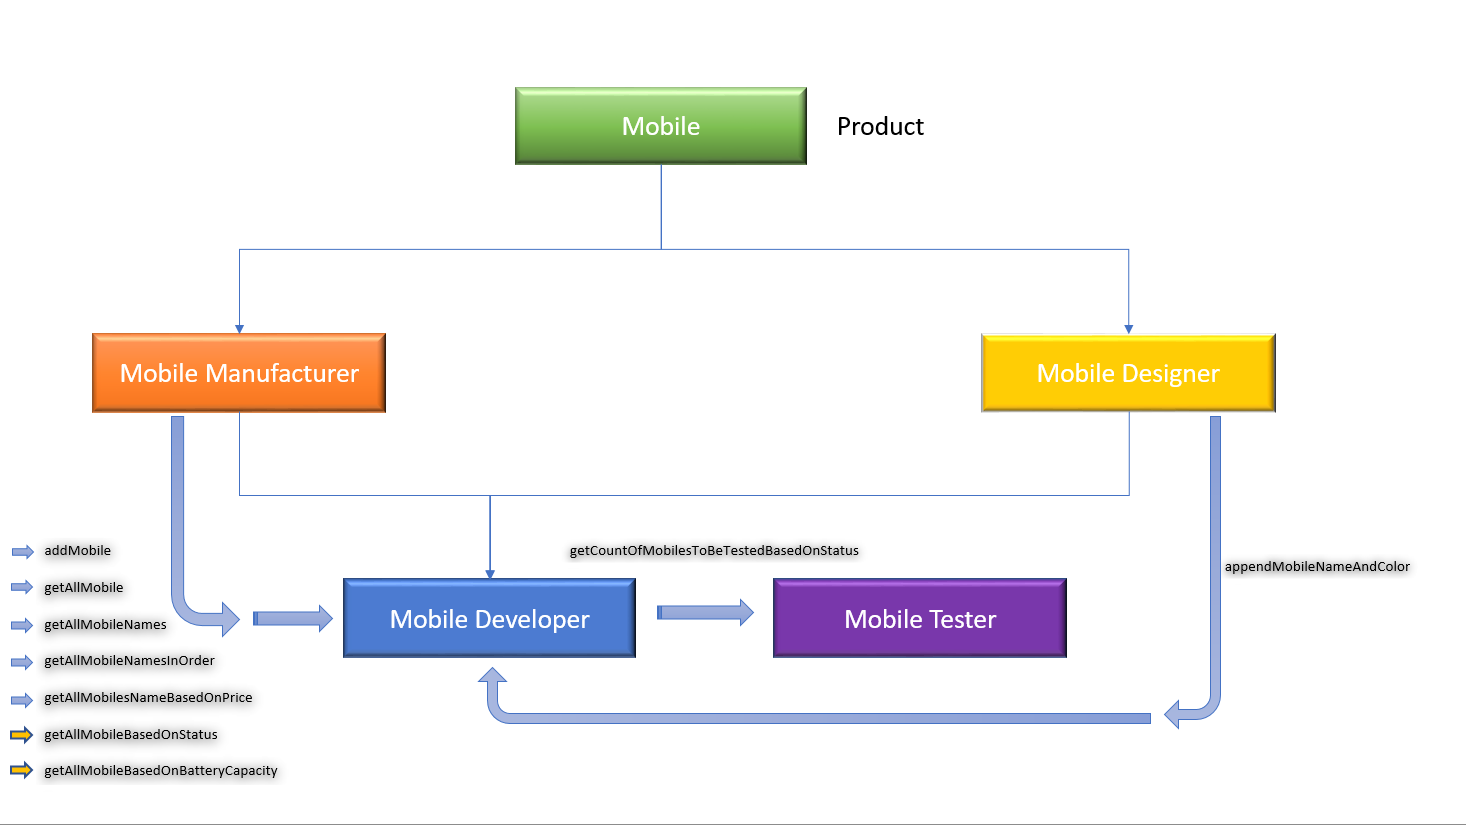 Mobile
Product
Mobile Manufacturer
Mobile Designer
addMobile
getAllMobile
getAllMobileNames
getAllMobileNamesInOrder
getAllMobilesNameBasedOnPrice
getAllMobileBasedOnStatus
getAllMobileBasedOnBatteryCapacity
getCountOfMobilesToBeTestedBasedOnStatus
Mobile Developer
Mobile Tester
appendMobileNameAndColor